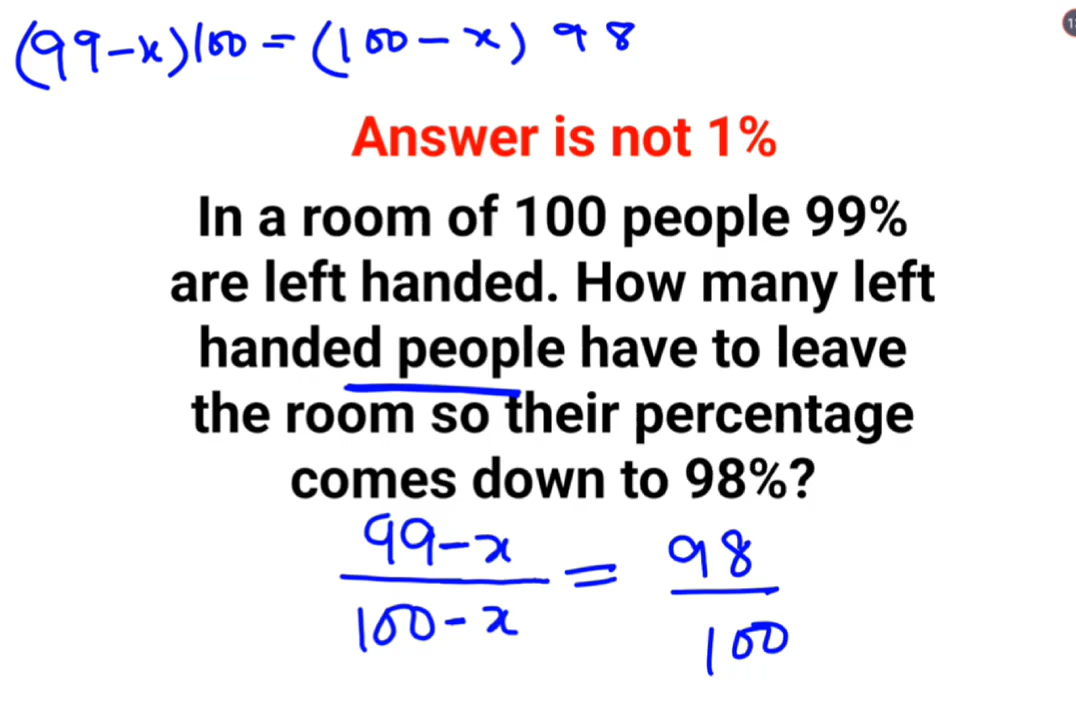 (99-x)100 = (100-x) 98
Answer is not 1%
In a room of 100 people 99%
are left handed. How many left
handed people have to leave
the room so their percentage
comes down to 98%?
99-x = 98
100-x 100